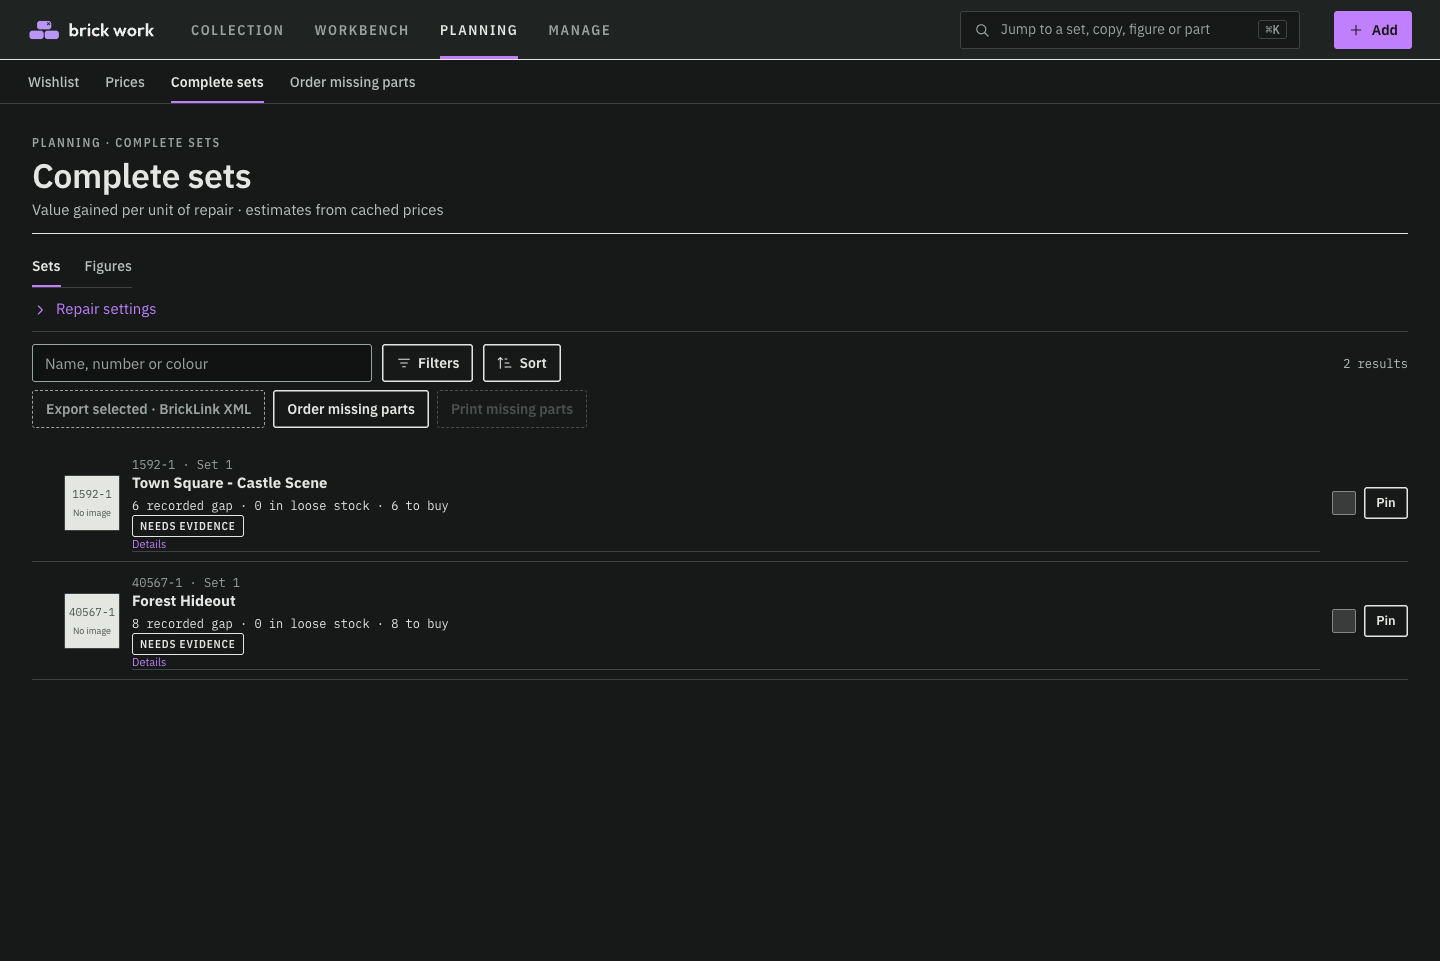 brick work
COLLECTION
WORKBENCH
PLANNING
MANAGE
Jump to a set, copy, figure or part
⌘K
+ Add
Wishlist
Prices
Complete sets
Order missing parts
PLANNING · COMPLETE SETS
Complete sets
Value gained per unit of repair · estimates from cached prices
Sets
Figures
Repair settings
Name, number or colour
Filters
Sort
2 results
Export selected · BrickLink XML
Order missing parts
Print missing parts
1592-1
No image
1592-1 · Set 1
Town Square - Castle Scene
6 recorded gap · 0 in loose stock · 6 to buy
NEEDS EVIDENCE
Details
Pin
40567-1
No image
40567-1 · Set 1
Forest Hideout
8 recorded gap · 0 in loose stock · 8 to buy
NEEDS EVIDENCE
Details
Pin